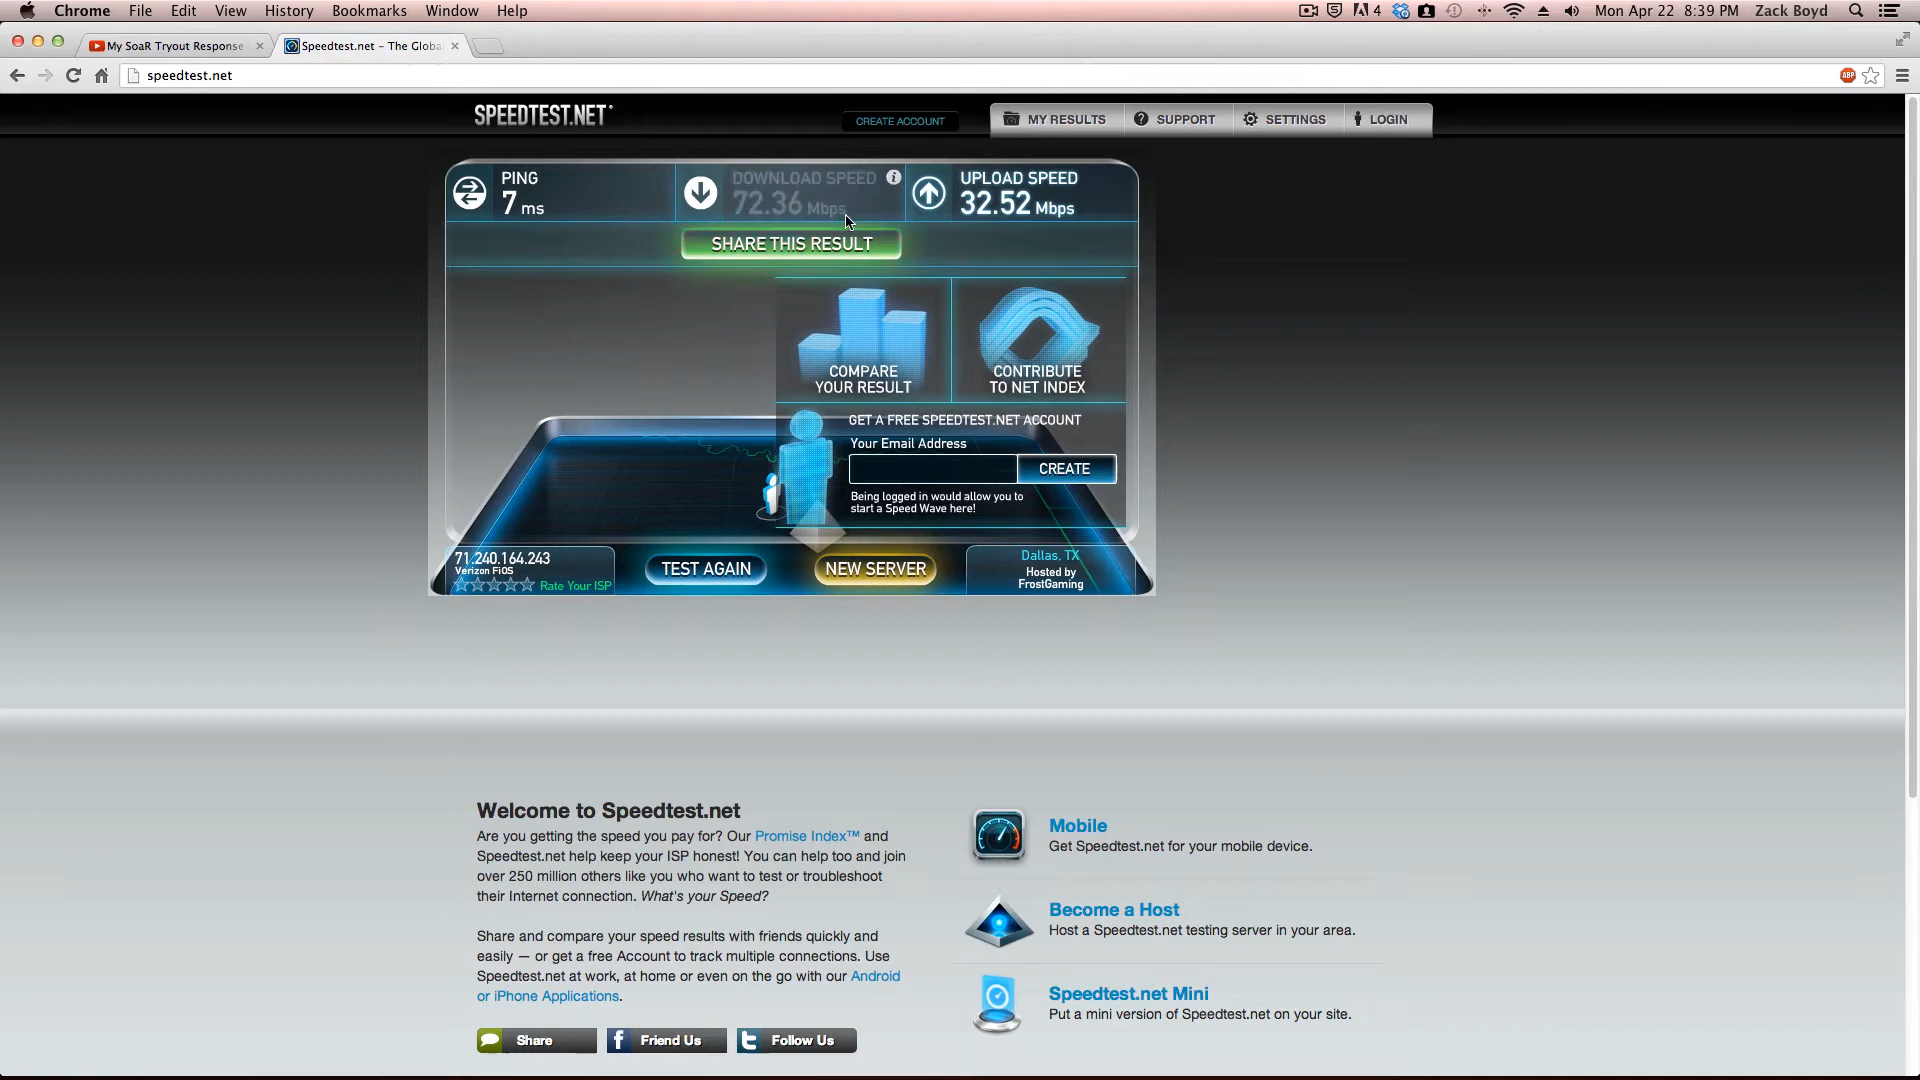 Chrome File Edit View History Bookmarks Window Help
4 Mon Apr 22 8:39 PM Zack Boyd
My SoaR Tryout Response
Speedtest.net – The Globa
speedtest.net
ABP
SPEEDTEST.NET
CREATE ACCOUNT
MY RESULTS
SUPPORT
SETTINGS
LOGIN
PING
7 ms
DOWNLOAD SPEED
72.36 Mbps
UPLOAD SPEED
32.52 Mbps
SHARE THIS RESULT
COMPARE
YOUR RESULT
CONTRIBUTE
TO NET INDEX
GET A FREE SPEEDTEST.NET ACCOUNT
Your Email Address
CREATE
Being logged in would allow you to
start a Speed Wave here!
71.240.164.243
Verizon FiOS
Rate Your ISP
TEST AGAIN
NEW SERVER
Dallas, TX
Hosted by
FrostGaming
Welcome to Speedtest.net
Are you getting the speed you pay for? Our Promise Index™ and
Speedtest.net help keep your ISP honest! You can help too and join
over 250 million others like you who want to test or troubleshoot
their Internet connection. What's your Speed?
Share and compare your speed results with friends quickly and
easily — or get a free Account to track multiple connections. Use
Speedtest.net at work, at home or even on the go with our Android
or iPhone Applications.
Share
Friend Us
Follow Us
Mobile
Get Speedtest.net for your mobile device.
Become a Host
Host a Speedtest.net testing server in your area.
Speedtest.net Mini
Put a mini version of Speedtest.net on your site.